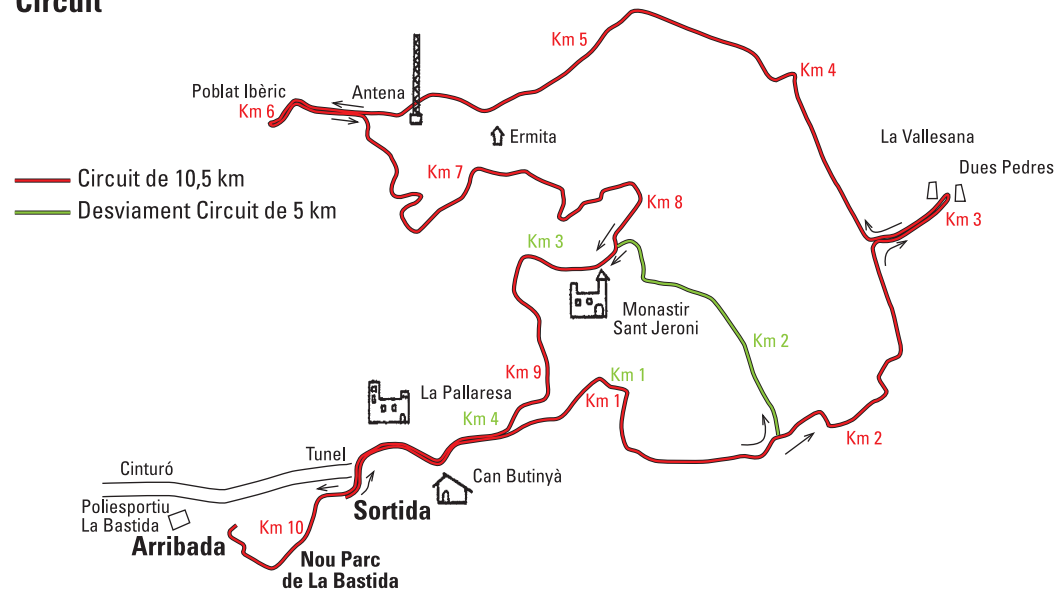 Circuit
Km 5
Km 4
Poblat Ibèric
Antena
Km 6
Ermita
La Vallesana
Dues Pedres
Km 7
Circuit de 10,5 km
Desviament Circuit de 5 km
Km 8
Km 3
Km 3
Monastir
Sant Jeroni
Km 2
Km 9
Km 1
La Pallaresa
Km 1
Km 4
Km 2
Tunel
Cinturó
Can Butinyà
Poliesportiu
La Bastida
Sortida
Km 10
Arribada
Nou Parc
de La Bastida